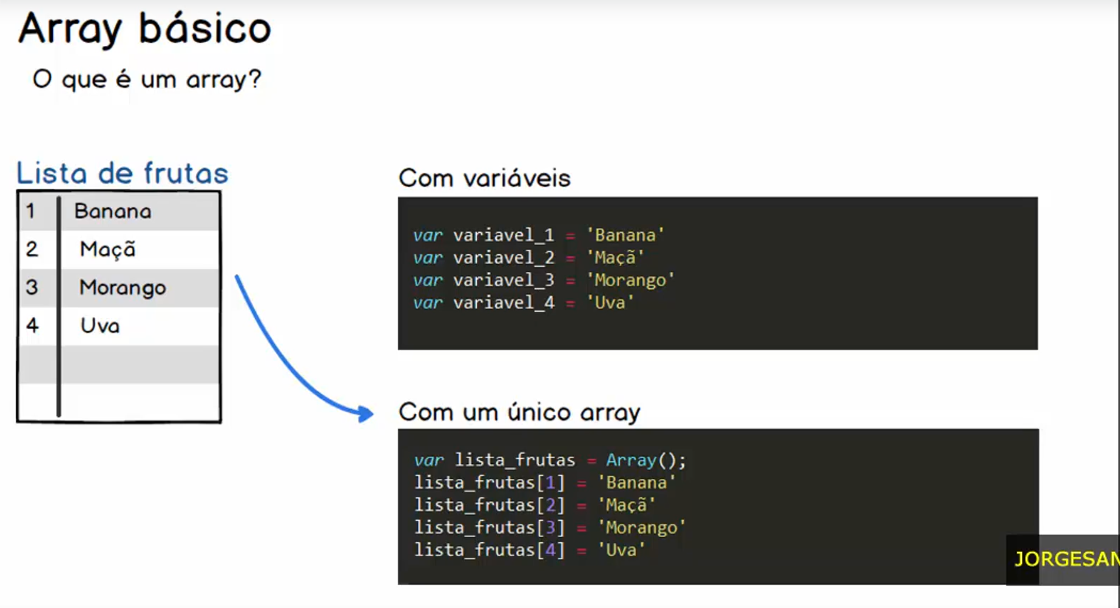 Array básico
O que é um array?
Lista de frutas
1 Banana
2 Maçã
3 Morango
4 Uva
Com variáveis
var variavel_1 = 'Banana'
var variavel_2 = 'Maçã'
var variavel_3 = 'Morango'
var variavel_4 = 'Uva'
Com um único array
var lista_frutas = Array();
lista_frutas[1] = 'Banana'
lista_frutas[2] = 'Maçã'
lista_frutas[3] = 'Morango'
lista_frutas[4] = 'Uva'
JORGESAN